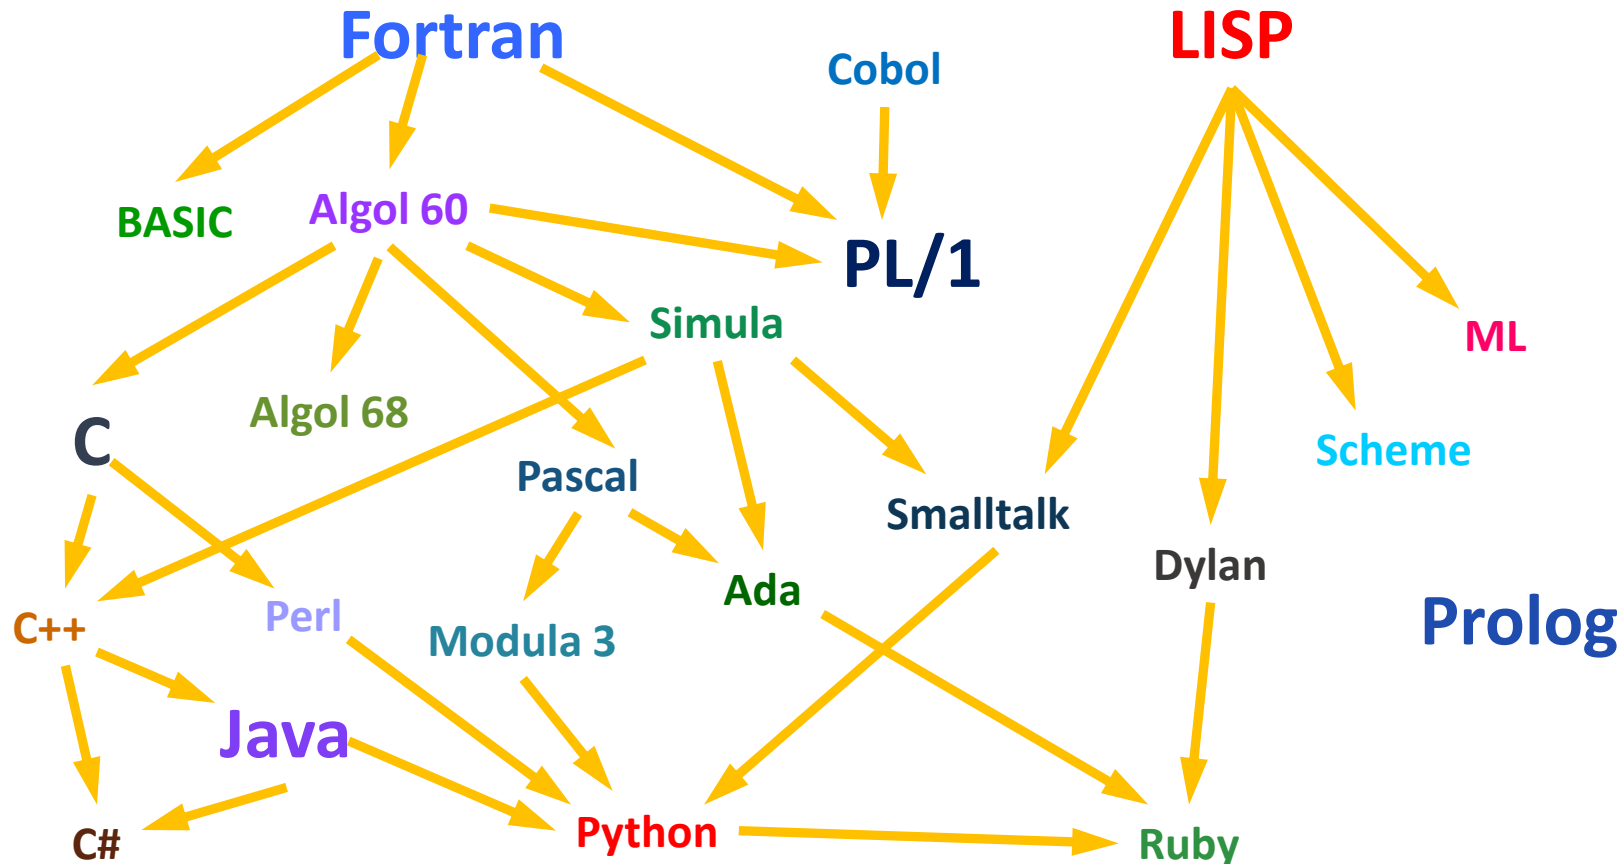 Fortran
LISP
Cobol
BASIC
Algol 60
PL/1
Simula
ML
Algol 68
C
Scheme
Pascal
Smalltalk
Dylan
Ada
Perl
C++
Modula 3
Prolog
Java
C#
Python
Ruby